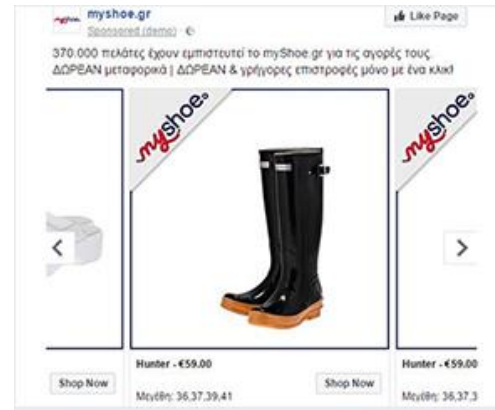 myshoe.gr
Like Page
Sponsored (demo) ·
370.000 πελάτες έχουν εμπιστευτεί το myShoe.gr για τις αγορές τους.
ΔΩΡΕΑΝ μεταφορικά | ΔΩΡΕΑΝ & γρήγορες επιστροφές μόνο με ένα κλικ!
myshoe
myshoe
Hunter - €59.00
Hunter - €59.00
Shop Now
Shop Now
Μεγέθη: 36,37,39,41
Μεγέθη: 36,37,3